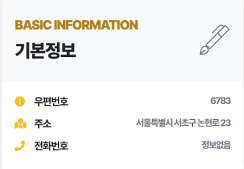 BASIC INFORMATION
기본정보
우편번호 6783
주소 서울특별시 서초구 논현로 23
전화번호 정보없음